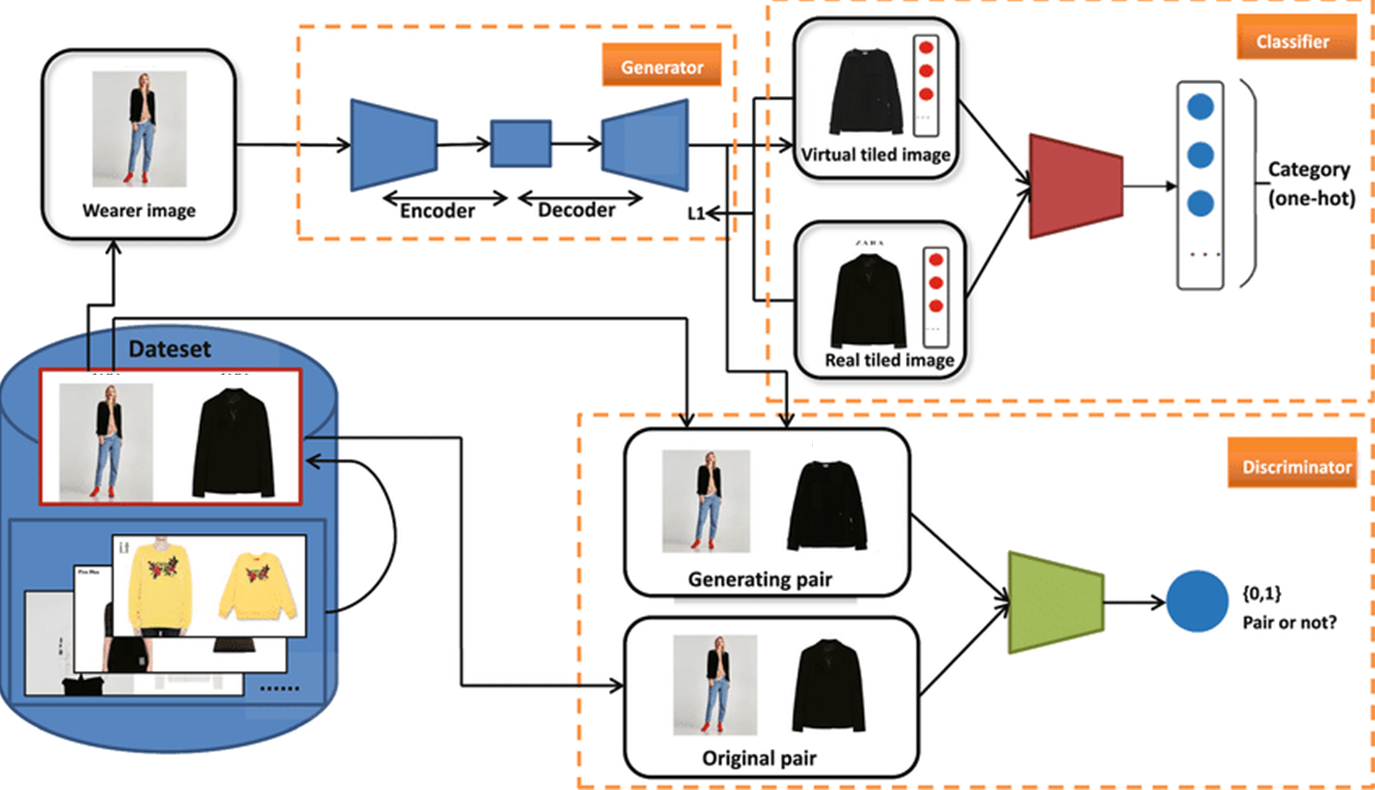 Classifier
Generator
Virtual tiled image
Wearer image
Encoder
Decoder
L1
Category
(one-hot)
ZARA
Real tiled image
Dateset
Discriminator
i.t
Generating pair
{0,1}
Pair or not?
Original pair